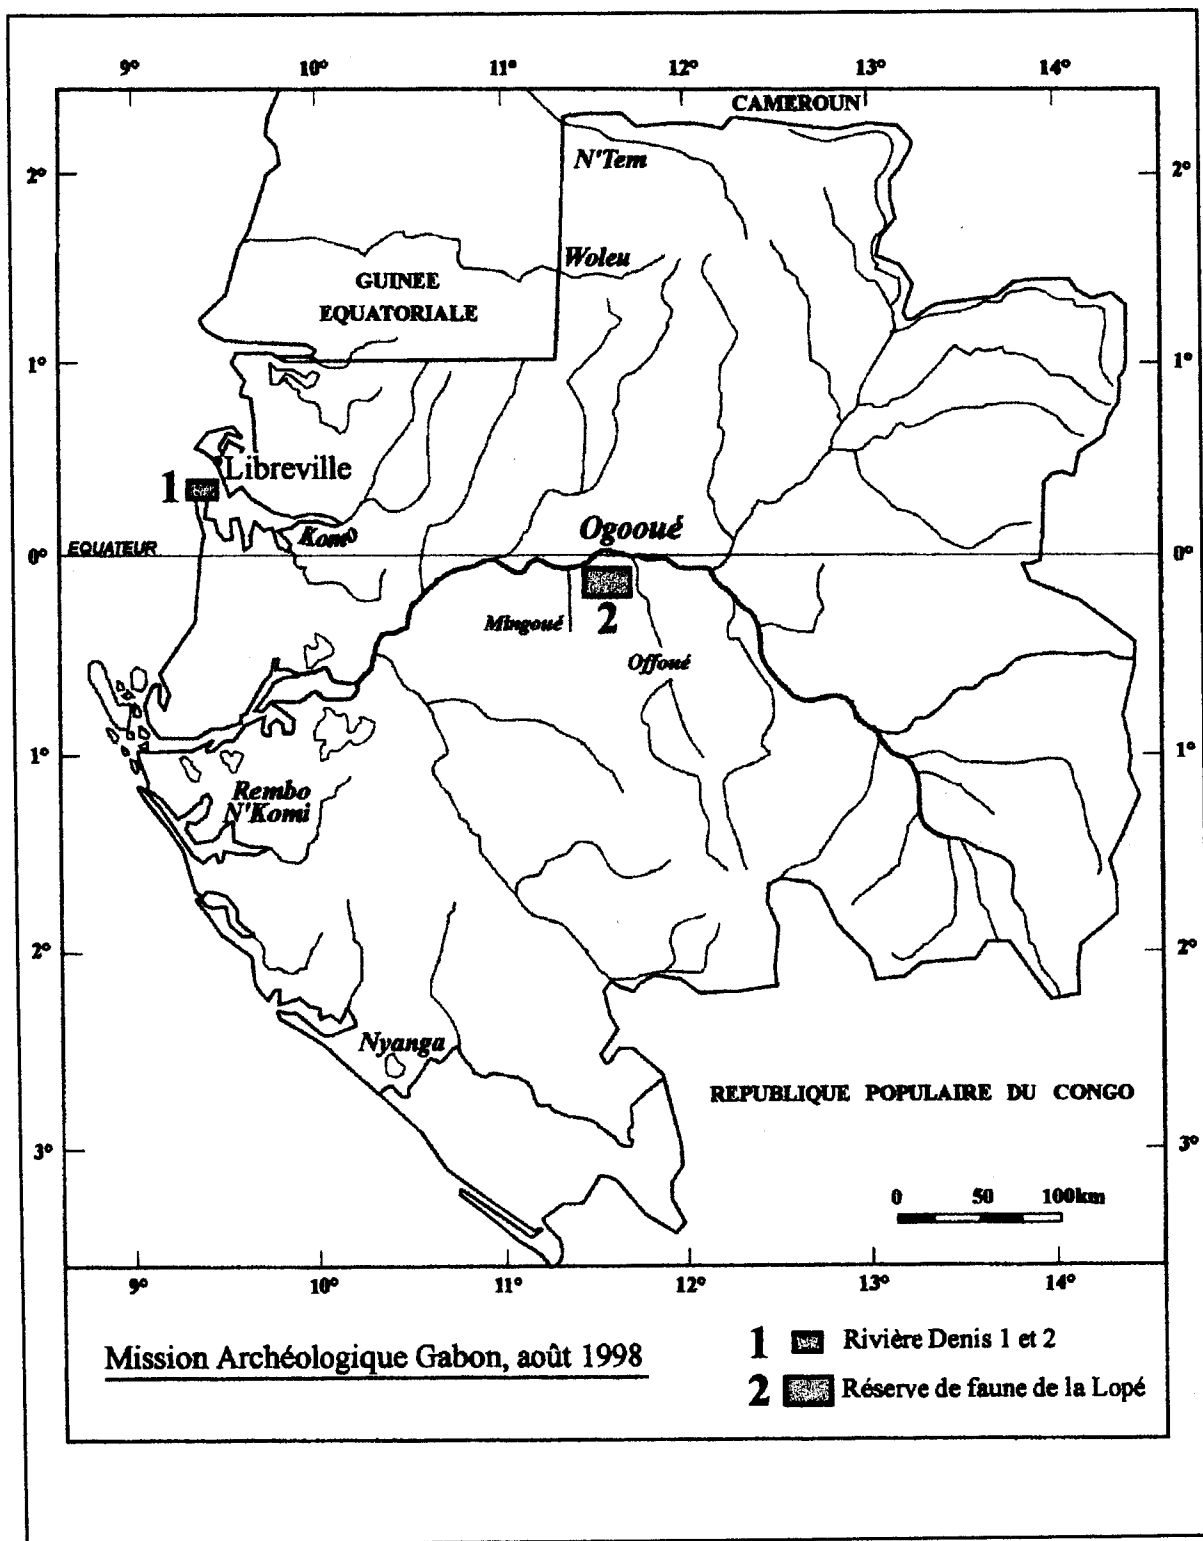 9° 10° 11° 12° 13° 14°
CAMEROUN
N'Tem
2° 2°
Woleu
GUINEE
EQUATORIALE
1° 1°
Libreville
1
Komo
Ogooué
EQUATEUR
0° 0°
2
Mingoué
Offoué
1° 1°
Rembo
N'Komi
2° 2°
Nyanga
REPUBLIQUE POPULAIRE DU CONGO
3° 3°
0 50 100km
9° 10° 11° 12° 13° 14°
1 Rivière Denis 1 et 2
Mission Archéologique Gabon, août 1998
2 Réserve de faune de la Lopé